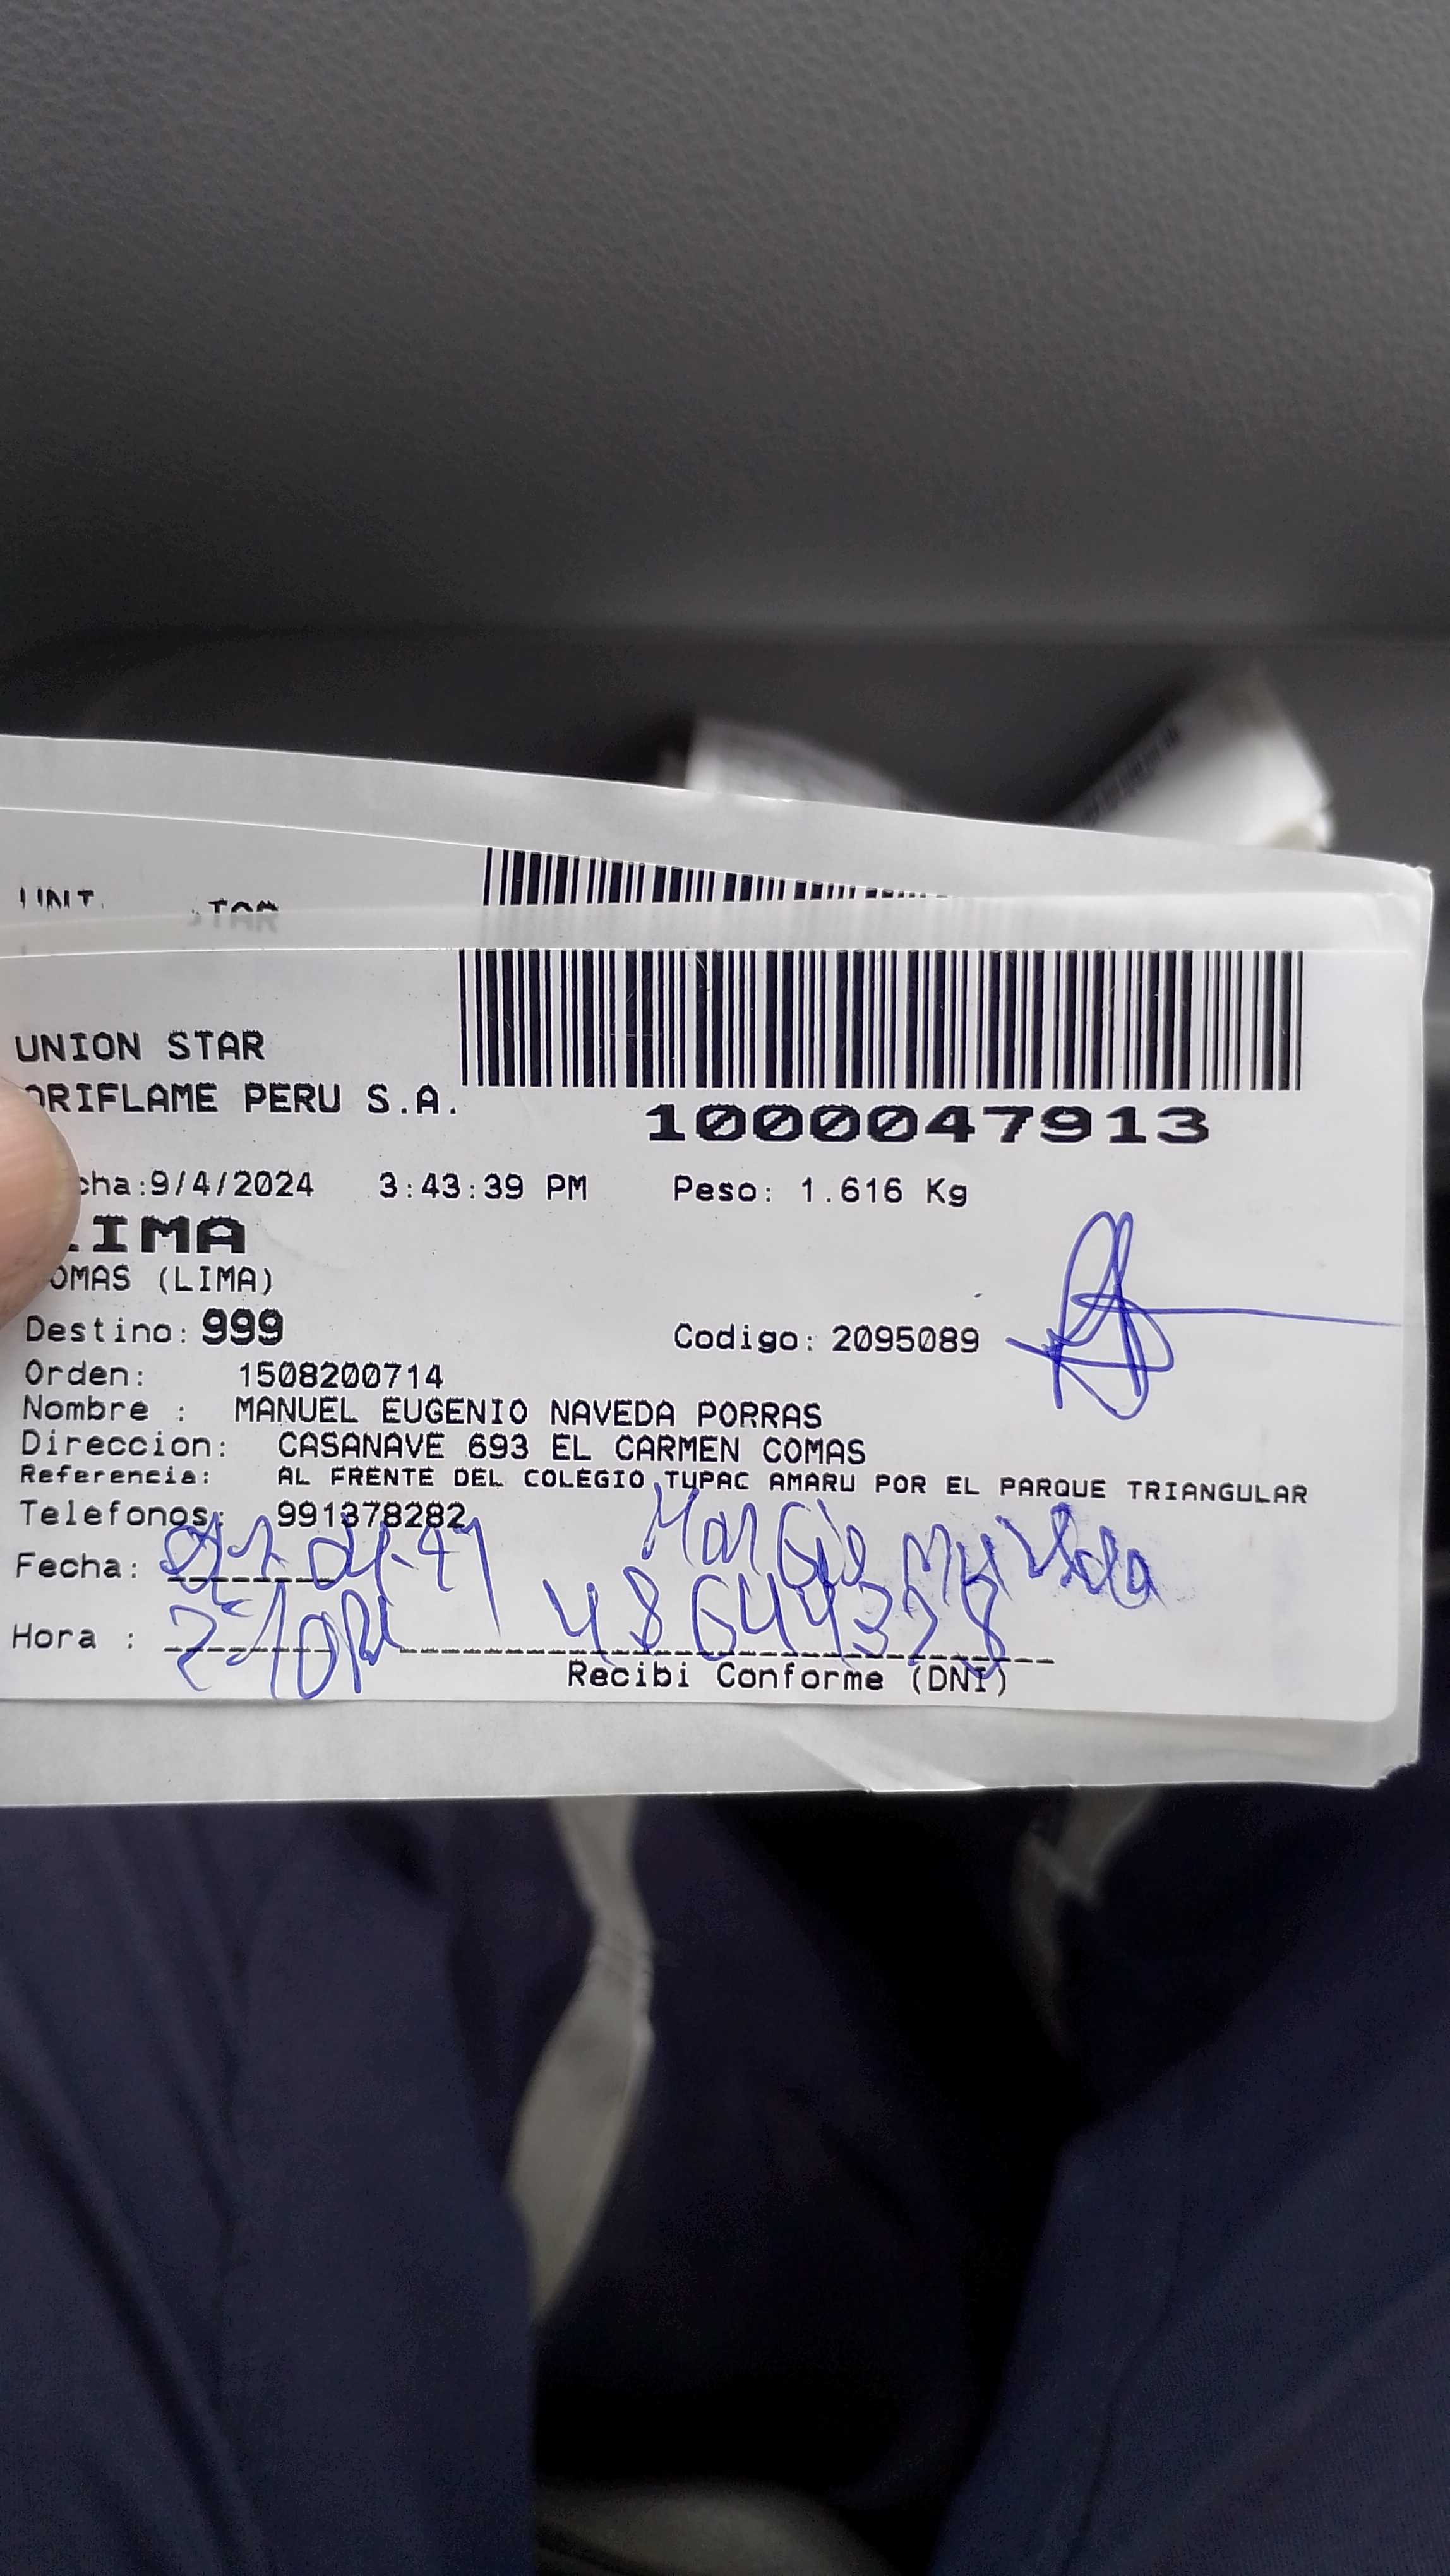 UNION STAR
ORIFLAME PERU S.A.
1000047913
cha:9/4/2024 3:43:39 PM Peso: 1.616 Kg
LIMA
OMAS (LIMA)
Destino: 999 Codigo: 2095089
Orden: 1508200714
Nombre : MANUEL EUGENIO NAVEDA PORRAS
Direccion: CASANAVE 693 EL CARMEN COMAS
Referencia: AL FRENTE DEL COLEGIO TUPAC AMARU POR EL PARQUE TRIANGULAR
Telefonos: 991378282
Fecha:
Hora :
Recibi Conforme (DNI)